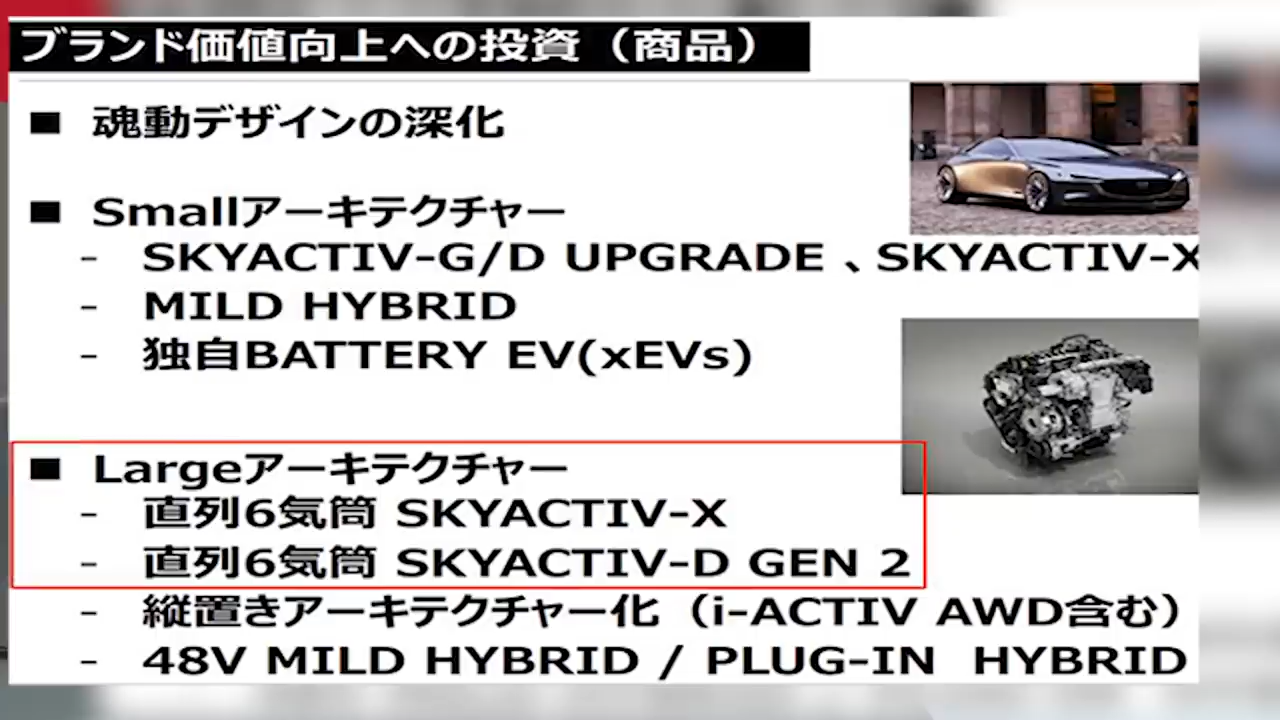 ブランド価値向上への投資（商品）
■ 魂動デザインの深化
■ Smallアーキテクチャー
- SKYACTIV-G/D UPGRADE 、SKYACTIV-X
- MILD HYBRID
- 独自BATTERY EV(xEVs)
■ Largeアーキテクチャー
- 直列6気筒 SKYACTIV-X
- 直列6気筒 SKYACTIV-D GEN 2
- 縦置きアーキテクチャー化（i-ACTIV AWD含む）
- 48V MILD HYBRID / PLUG-IN HYBRID